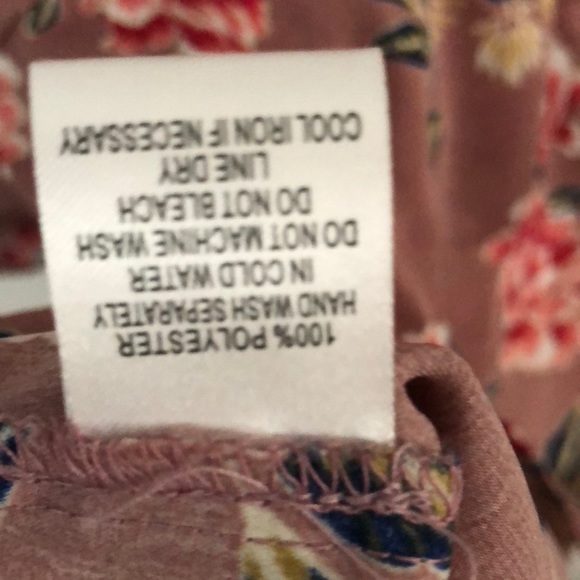 100% POLYESTER
HAND WASH SEPARATELY
IN COLD WATER
DO NOT MACHINE WASH
DO NOT BLEACH
LINE DRY
COOL IRON IF NECESSARY